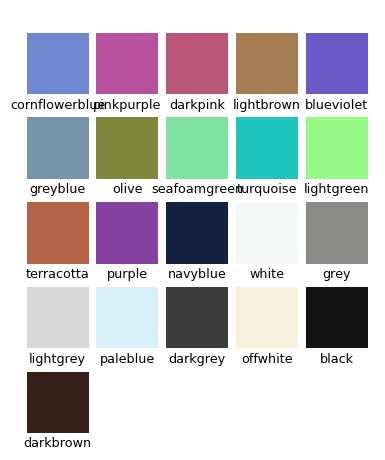 cornflowerblue pinkpurple darkpink lightbrown blueviolet
greyblue olive seafoamgreen turquoise lightgreen
terracotta purple navyblue white grey
lightgrey paleblue darkgrey offwhite black
darkbrown